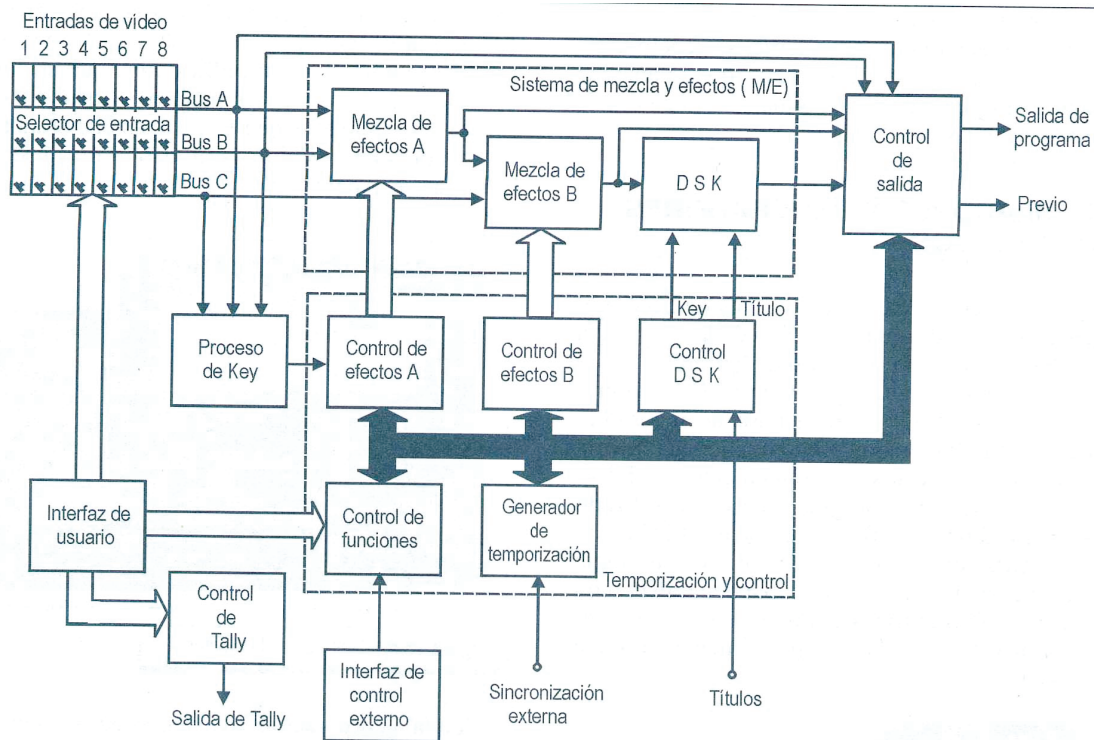 Entradas de video
1 2 3 4 5 6 7 8
Bus A
Selector de entrada
Bus B
Bus C
Sistema de mezcla y efectos ( M/E)
Mezcla de
efectos A
Mezcla de
efectos B
D S K
Control
de
salida
Salida de
programa
Previo
Proceso
de Key
Control de
efectos A
Control de
efectos B
Key
Título
Control
D S K
Interfaz de
usuario
Control de
funciones
Generador
de
temporización
Temporización y control
Control
de
Tally
Salida de Tally
Interfaz de
control
externo
Sincronización
externa
Títulos